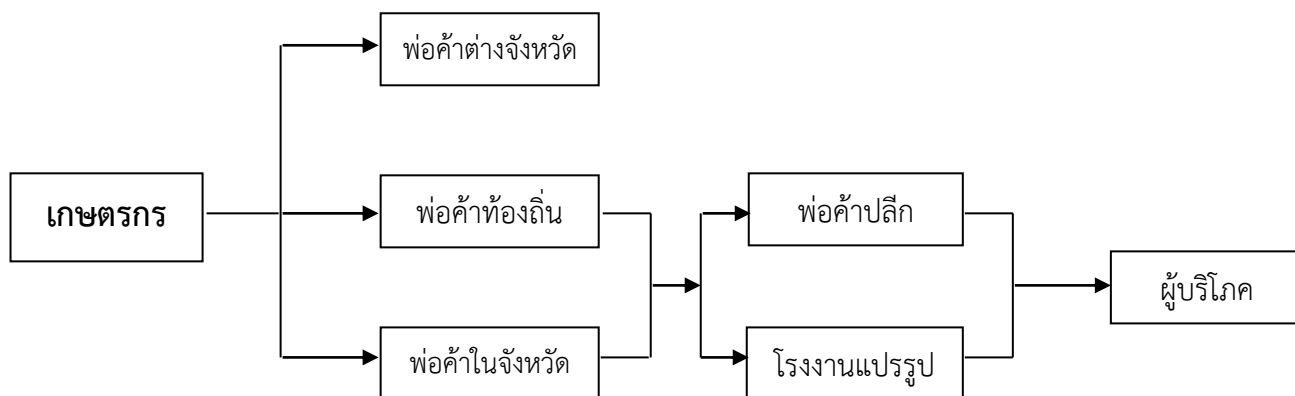 พ่อค้าต่างจังหวัด
เกษตรกร
พ่อค้าท้องถิ่น
พ่อค้าปลีก
ผู้บริโภค
พ่อค้าในจังหวัด
โรงงานแปรรูป